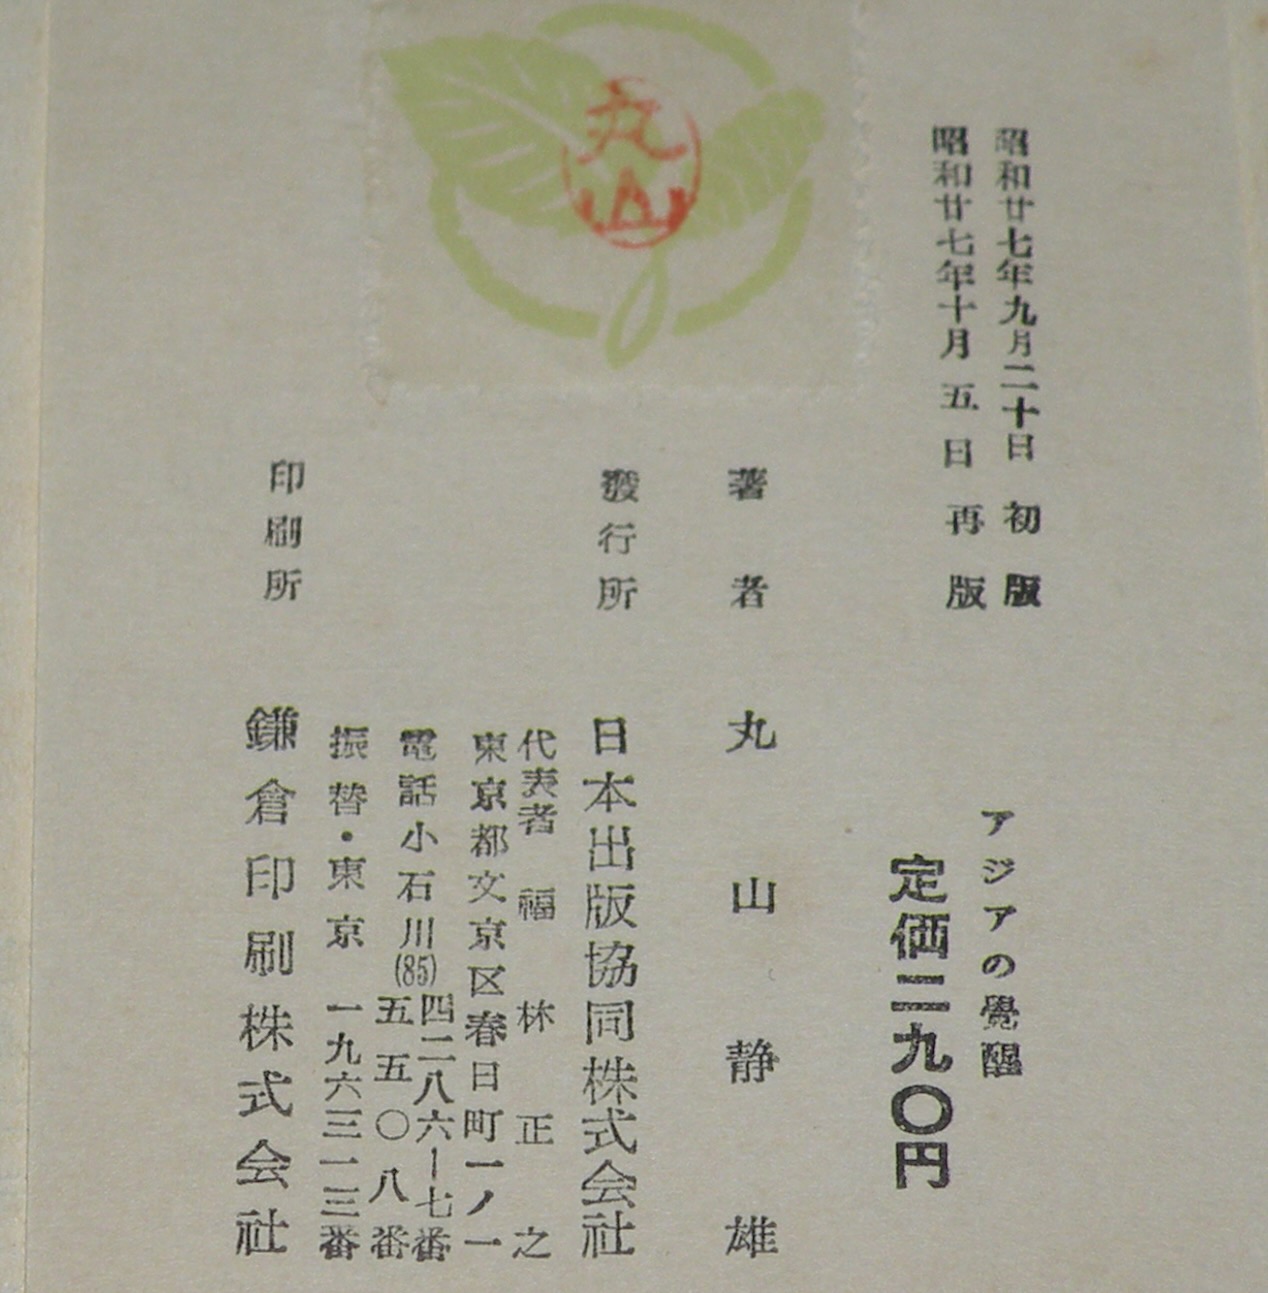 昭和廿七年九月二十日 初版
昭和廿七年十月五日 再版
アジアの覺醒
定価二九〇円
著者 丸山静雄
發行所 日本出版協同株式会社
代表者 福林正之
東京都文京区春日町一ノ一
電話小石川(85)四二八六ー七番
五五〇八番
振替・東京 一九六三一三番
印刷所 鎌倉印刷株式会社
丸山